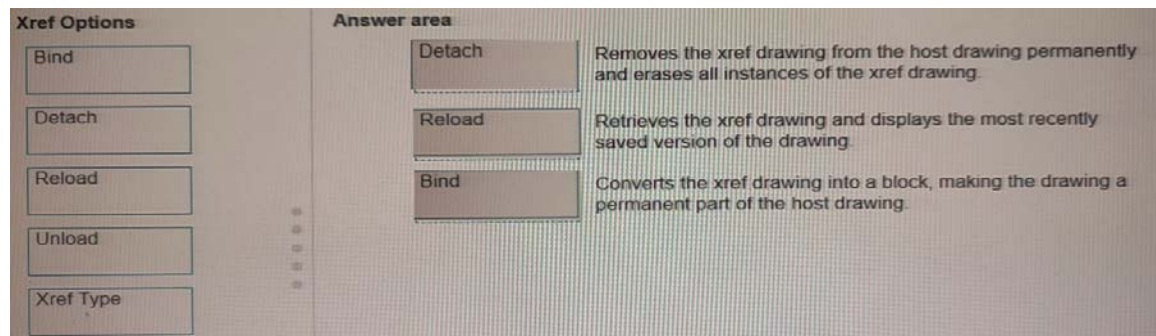 Xref Options
Answer area
Bind
Detach
Reload
Unload
Xref Type
Detach
Removes the xref drawing from the host drawing permanently
and erases all instances of the xref drawing.
Reload
Retrieves the xref drawing and displays the most recently
saved version of the drawing.
Bind
Converts the xref drawing into a block, making the drawing a
permanent part of the host drawing.